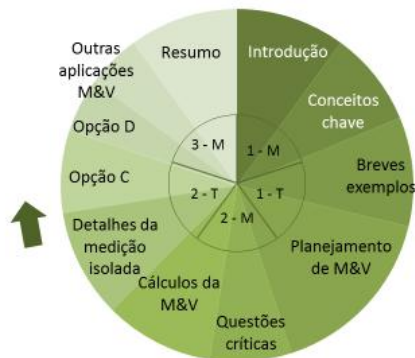 Introdução
Conceitos
chave
Breves
exemplos
Planejamento
de M&V
Questões
críticas
Cálculos da
M&V
Detalhes da
medição
isolada
Opção C
Opção D
Outras
aplicações
M&V
Resumo
1 - M
1 - T
2 - M
2 - T
3 - M